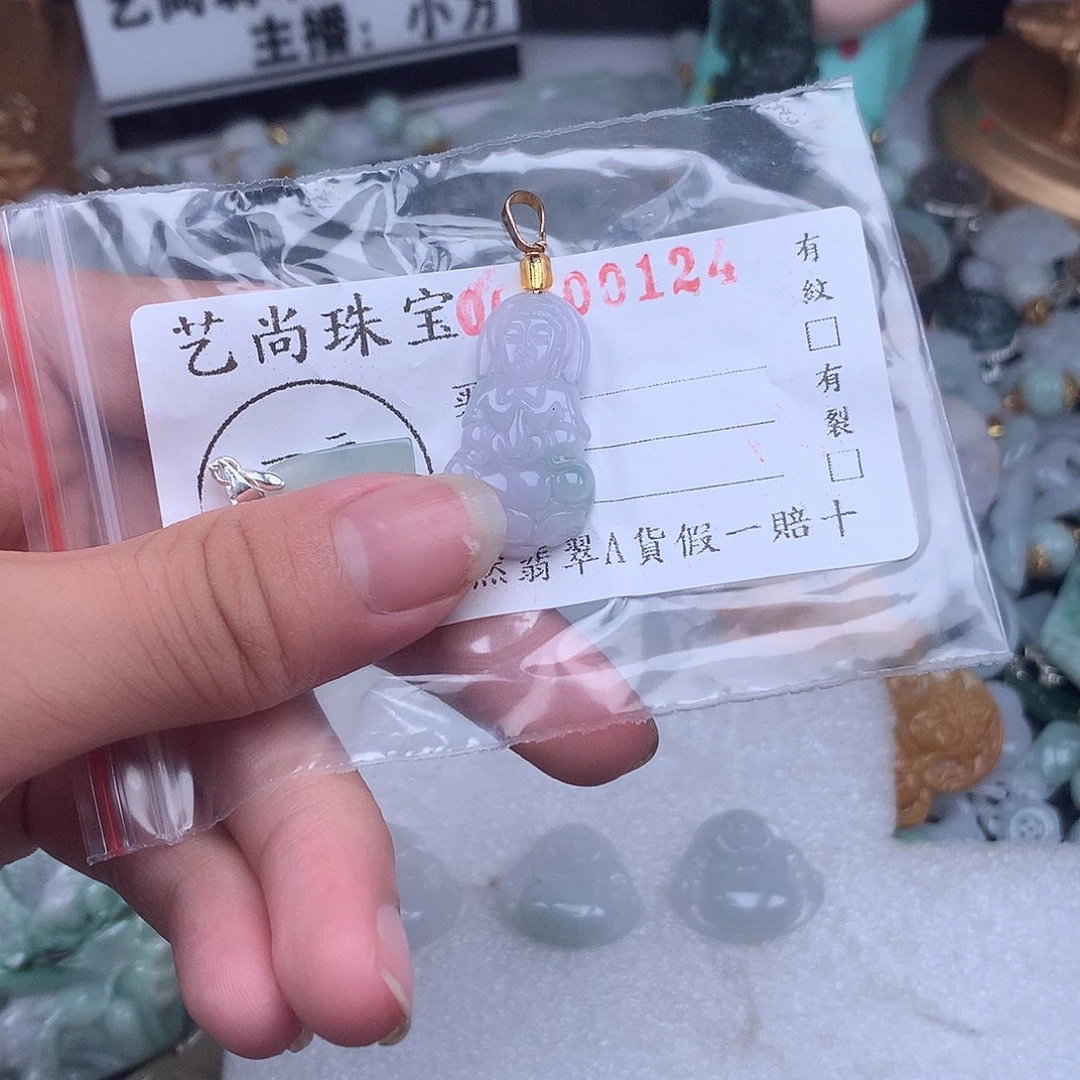 主播：小方
艺尚珠宝
00124
有紋
有裂
翡翠A貨假一賠十